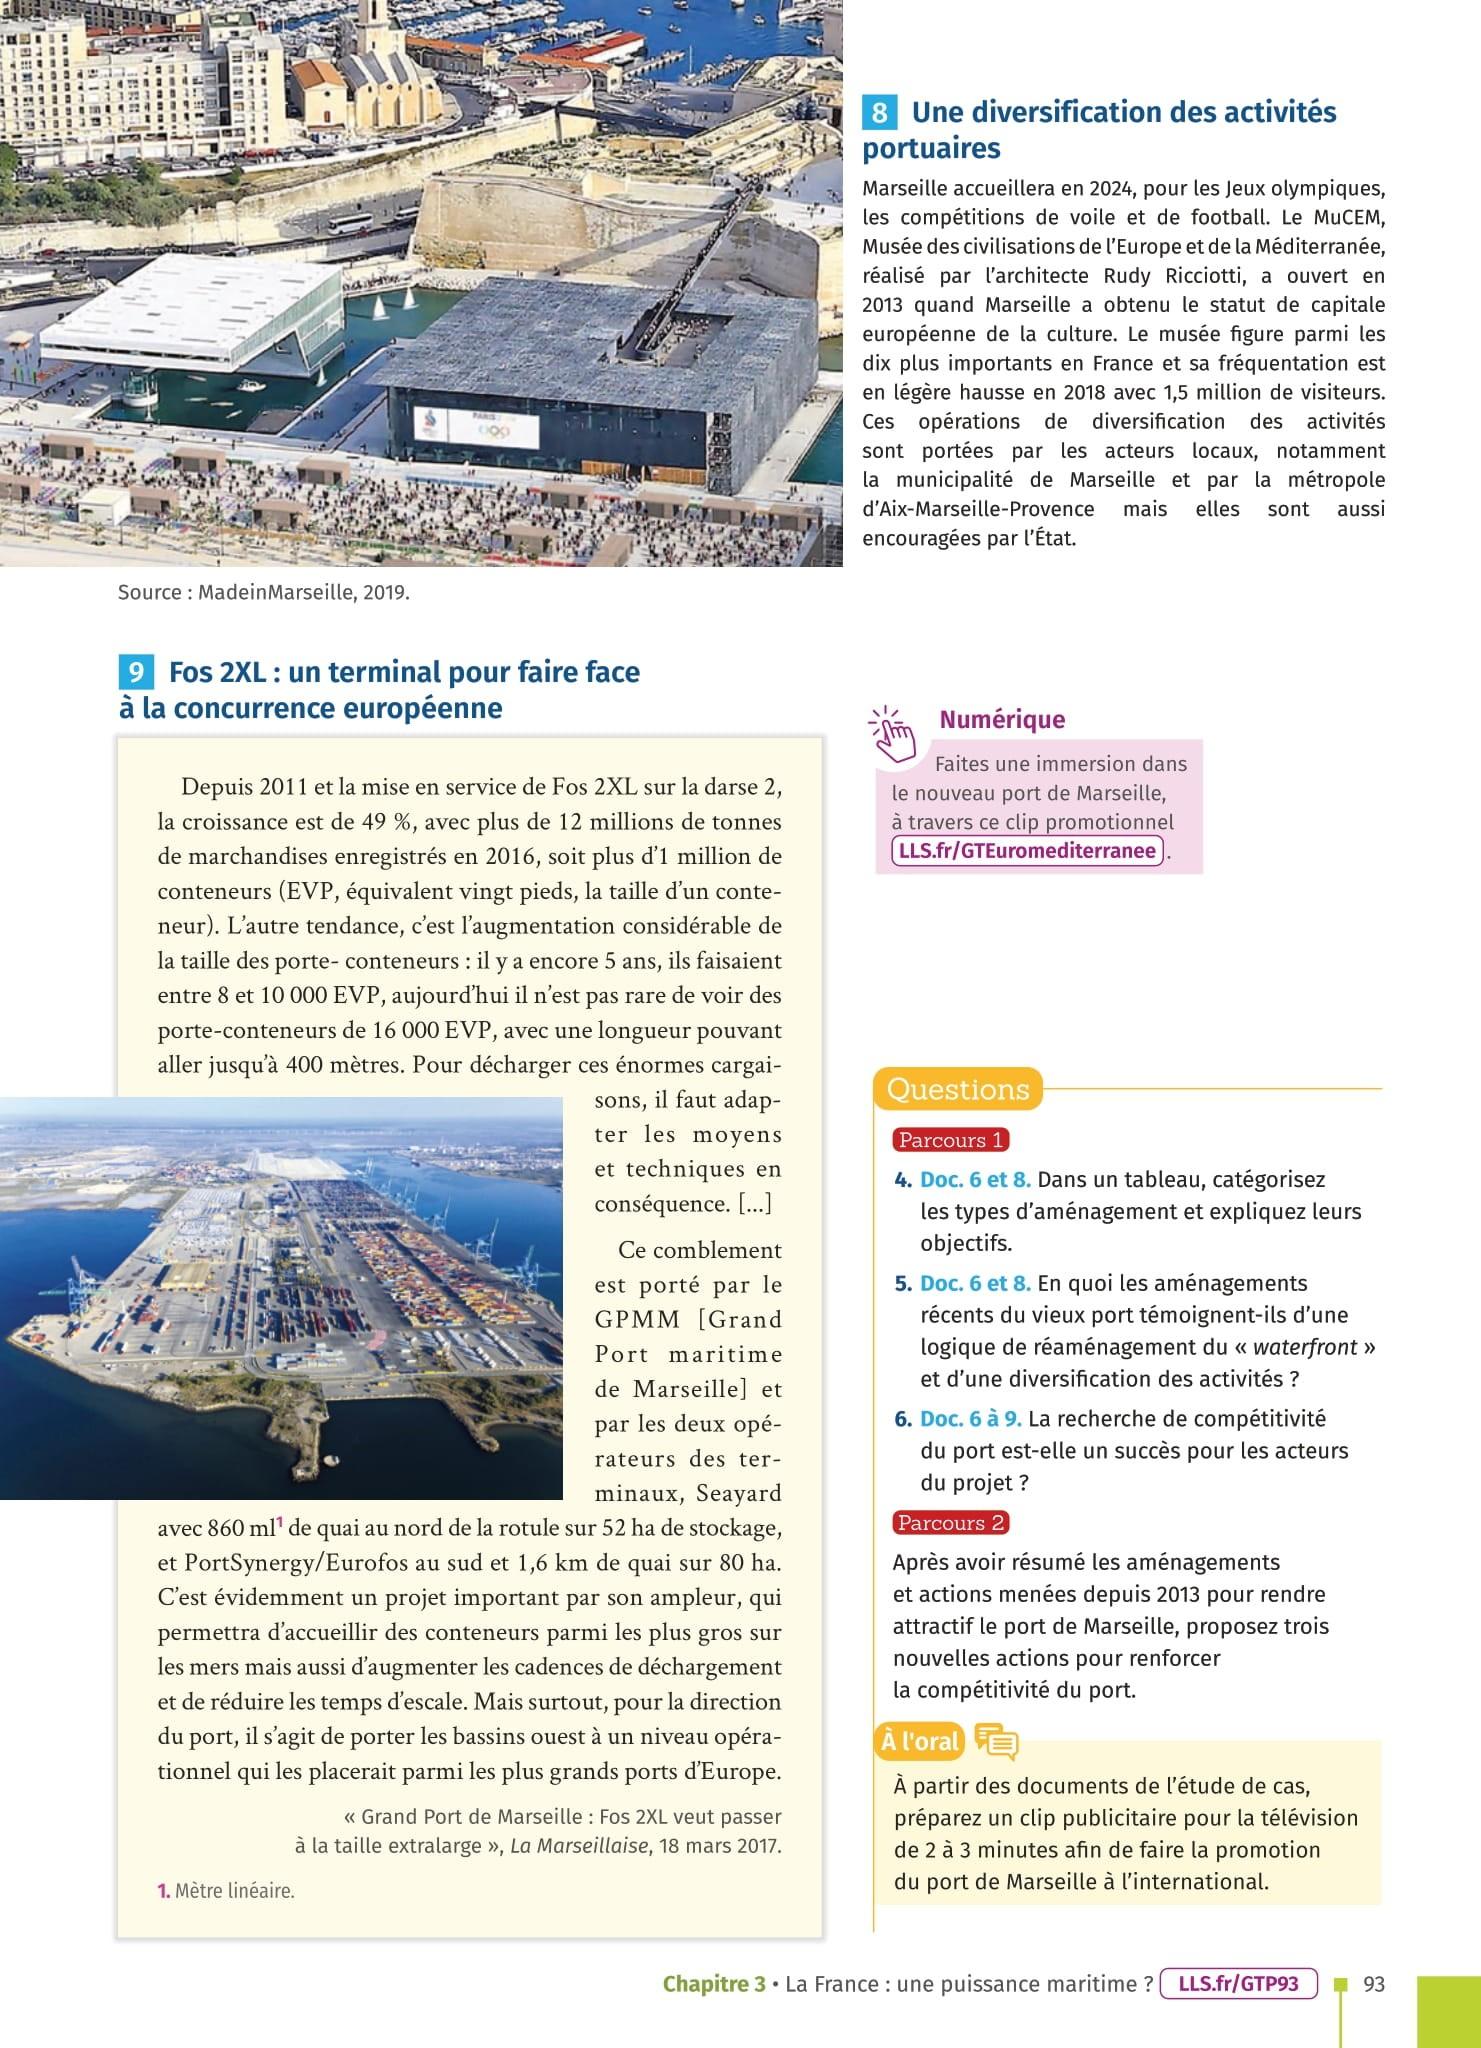 PARIS
8 Une diversification des activités
portuaires
Marseille accueillera en 2024, pour les Jeux olympiques,
les compétitions de voile et de football. Le MuCEM,
Musée des civilisations de l’Europe et de la Méditerranée,
réalisé par l’architecte Rudy Ricciotti, a ouvert en
2013 quand Marseille a obtenu le statut de capitale
européenne de la culture. Le musée figure parmi les
dix plus importants en France et sa fréquentation est
en légère hausse en 2018 avec 1,5 million de visiteurs.
Ces opérations de diversification des activités
sont portées par les acteurs locaux, notamment
la municipalité de Marseille et par la métropole
d’Aix-Marseille-Provence mais elles sont aussi
encouragées par l’État.
Source : MadeinMarseille, 2019.
9 Fos 2XL : un terminal pour faire face
à la concurrence européenne
Depuis 2011 et la mise en service de Fos 2XL sur la darse 2,
la croissance est de 49 %, avec plus de 12 millions de tonnes
de marchandises enregistrés en 2016, soit plus d’1 million de
conteneurs (EVP, équivalent vingt pieds, la taille d’un conte-
neur). L’autre tendance, c’est l’augmentation considérable de
la taille des porte- conteneurs : il y a encore 5 ans, ils faisaient
entre 8 et 10 000 EVP, aujourd’hui il n’est pas rare de voir des
porte-conteneurs de 16 000 EVP, avec une longueur pouvant
aller jusqu’à 400 mètres. Pour décharger ces énormes cargai-
sons, il faut adap-
ter les moyens
et techniques en
conséquence. [...]
Ce comblement
est porté par le
GPMM [Grand
Port maritime
de Marseille] et
par les deux opé-
rateurs des ter-
minaux, Seayard
avec 860 ml1 de quai au nord de la rotule sur 52 ha de stockage,
et PortSynergy/Eurofos au sud et 1,6 km de quai sur 80 ha.
C’est évidemment un projet important par son ampleur, qui
permettra d’accueillir des conteneurs parmi les plus gros sur
les mers mais aussi d’augmenter les cadences de déchargement
et de réduire les temps d’escale. Mais surtout, pour la direction
du port, il s’agit de porter les bassins ouest à un niveau opéra-
tionnel qui les placerait parmi les plus grands ports d’Europe.
« Grand Port de Marseille : Fos 2XL veut passer
à la taille extralarge », La Marseillaise, 18 mars 2017.
1. Mètre linéaire.
Numérique
Faites une immersion dans
le nouveau port de Marseille,
à travers ce clip promotionnel
LLS.fr/GTEuromediterranee .
Questions
Parcours 1
4. Doc. 6 et 8. Dans un tableau, catégorisez
les types d’aménagement et expliquez leurs
objectifs.
5. Doc. 6 et 8. En quoi les aménagements
récents du vieux port témoignent-ils d’une
logique de réaménagement du « waterfront »
et d’une diversification des activités ?
6. Doc. 6 à 9. La recherche de compétitivité
du port est-elle un succès pour les acteurs
du projet ?
Parcours 2
Après avoir résumé les aménagements
et actions menées depuis 2013 pour rendre
attractif le port de Marseille, proposez trois
nouvelles actions pour renforcer
la compétitivité du port.
À l'oral
À partir des documents de l’étude de cas,
préparez un clip publicitaire pour la télévision
de 2 à 3 minutes afin de faire la promotion
du port de Marseille à l’international.
Chapitre 3 • La France : une puissance maritime ? LLS.fr/GTP93 93